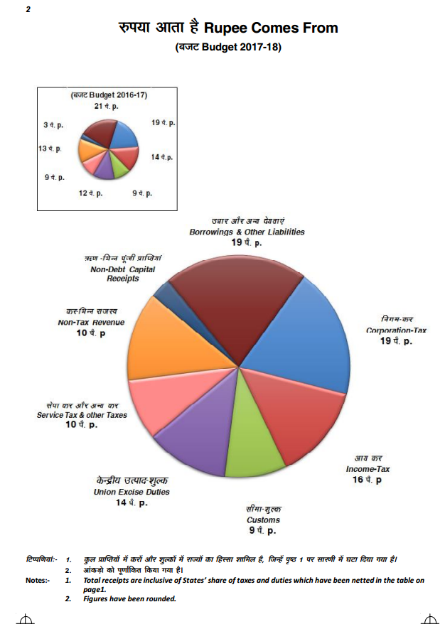 2
रुपया आता है Rupee Comes From
(बजट Budget 2017-18)
(बजट Budget 2016-17)
21 पै. p.
3 पै. p.
19 पै. p.
13 पै. p.
14 पै. p.
9 पै. p.
12 पै. p.
9 पै. p.
उधार और अन्य देयताएं
Borrowings & Other Liabilities
19 पै. p.
ऋण -भिन्न पूंजी प्राप्तियां
Non-Debt Capital
Receipts
कर-भिन्न राजस्व
Non-Tax Revenue
10 पै. p
निगम-कर
Corporation-Tax
19 पै. p.
सेवा कर और अन्य कर
Service Tax & other Taxes
10 पै. p.
आय कर
Income-Tax
16 पै. p
केन्द्रीय उत्पाद-शुल्क
Union Excise Duties
14 पै. p.
सीमा-शुल्क
Customs
9 पै. p.
टिप्पणियां:- 1. कुल प्राप्तियों में करों और शुल्कों में राज्यों का हिस्सा शामिल है, जिन्हें पृष्ठ 1 पर सारणी में घटा दिया गया है।
2. आंकड़ों को पूर्णांकित किया गया है।
Notes:- 1. Total receipts are inclusive of States' share of taxes and duties which have been netted in the table on
page1.
2. Figures have been rounded.